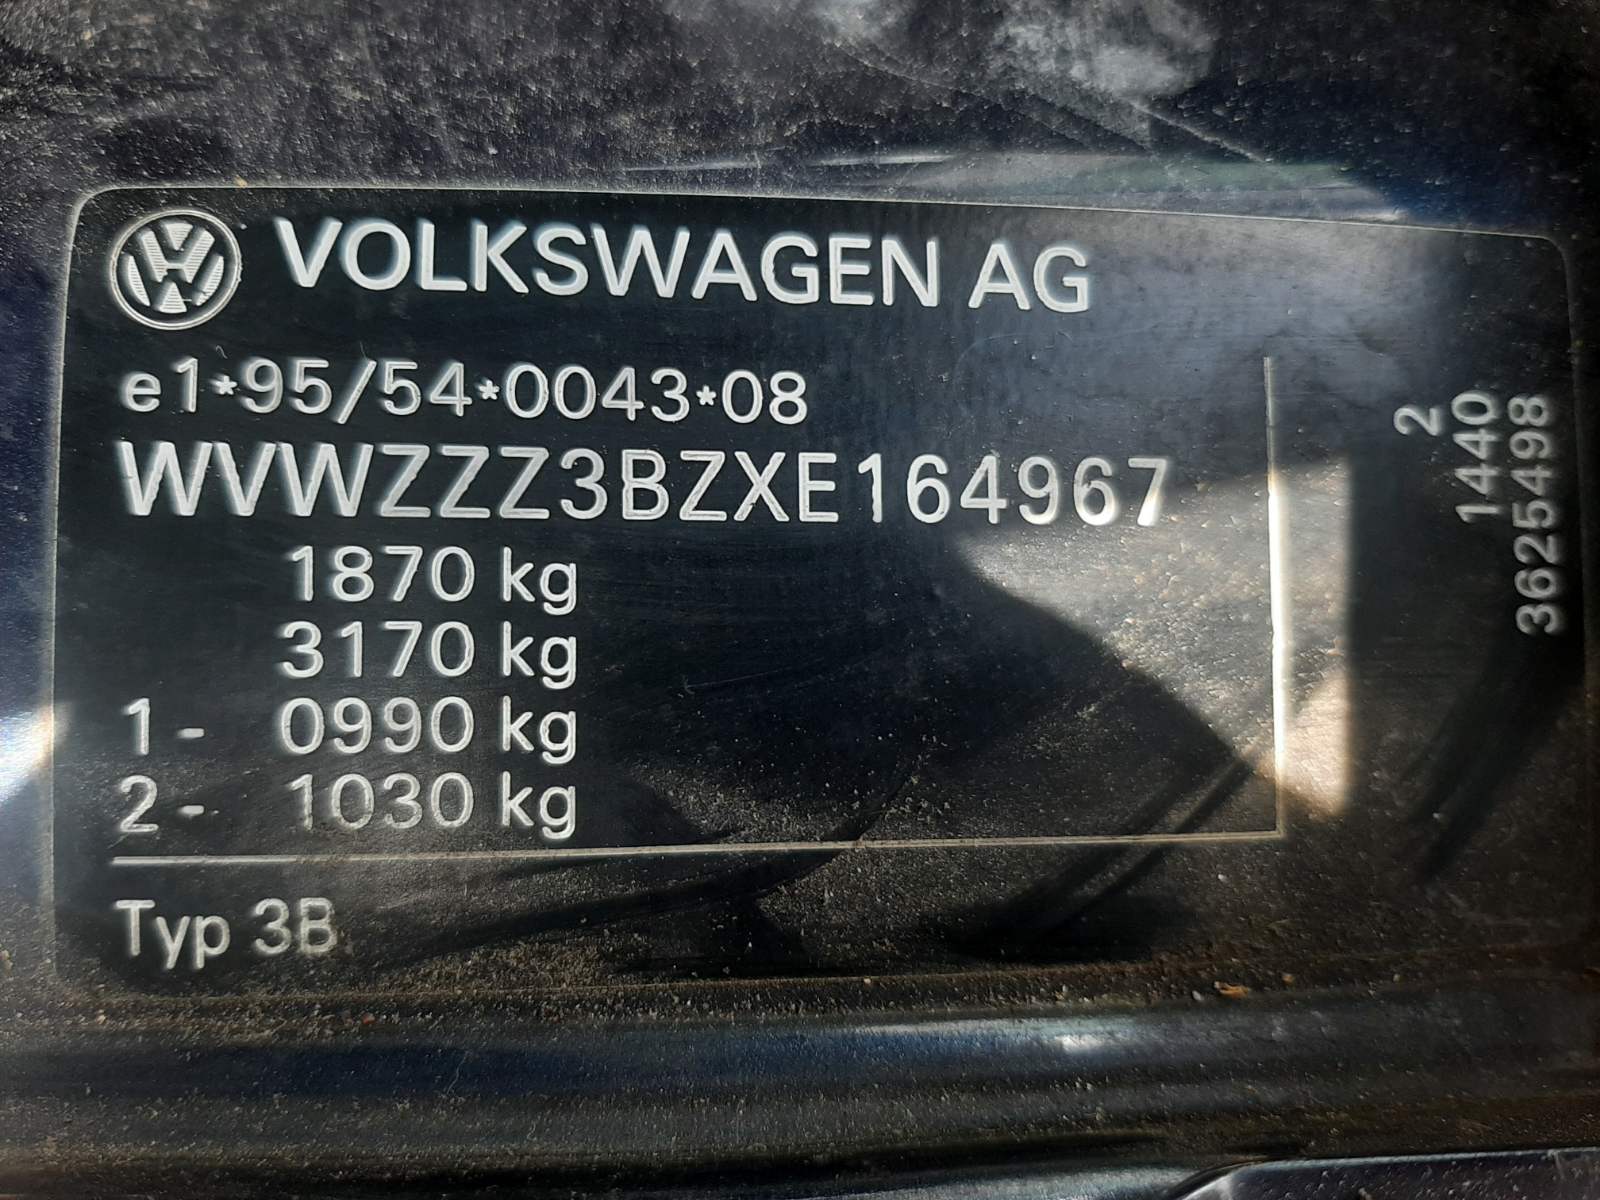 VOLKSWAGEN AG
e1*95/54*0043*08
WVWZZZ3BZXE164967
1870 kg
3170 kg
1- 0990 kg
2- 1030 kg
Typ 3B
2
1440
3625498